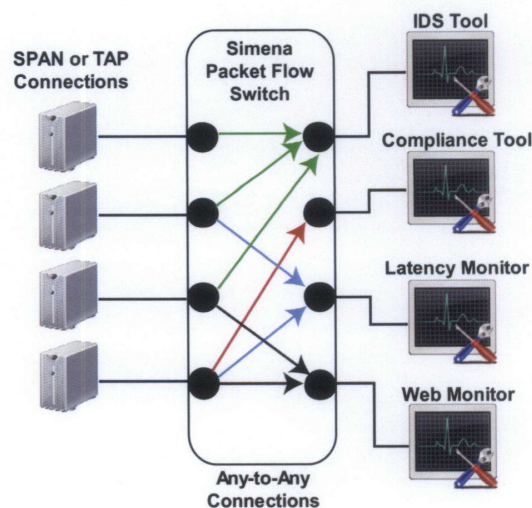 SPAN or TAP
Connections
Simena
Packet Flow
Switch
IDS Tool
Compliance Tool
Latency Monitor
Web Monitor
Any-to-Any
Connections